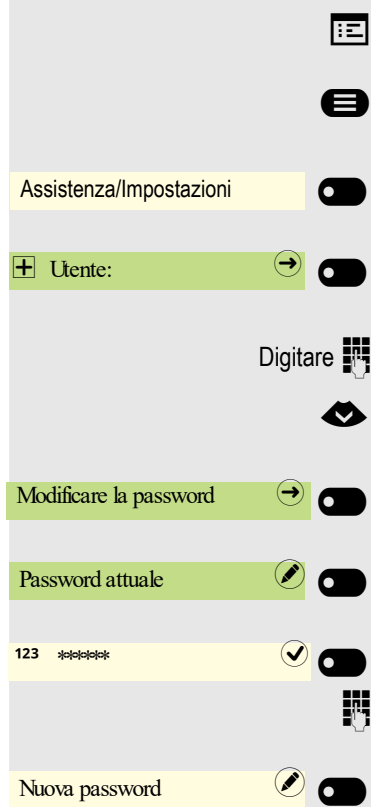 Assistenza/Impostazioni
Utente:
Digitare
Modificare la password
Password attuale
123 ******
Nuova password